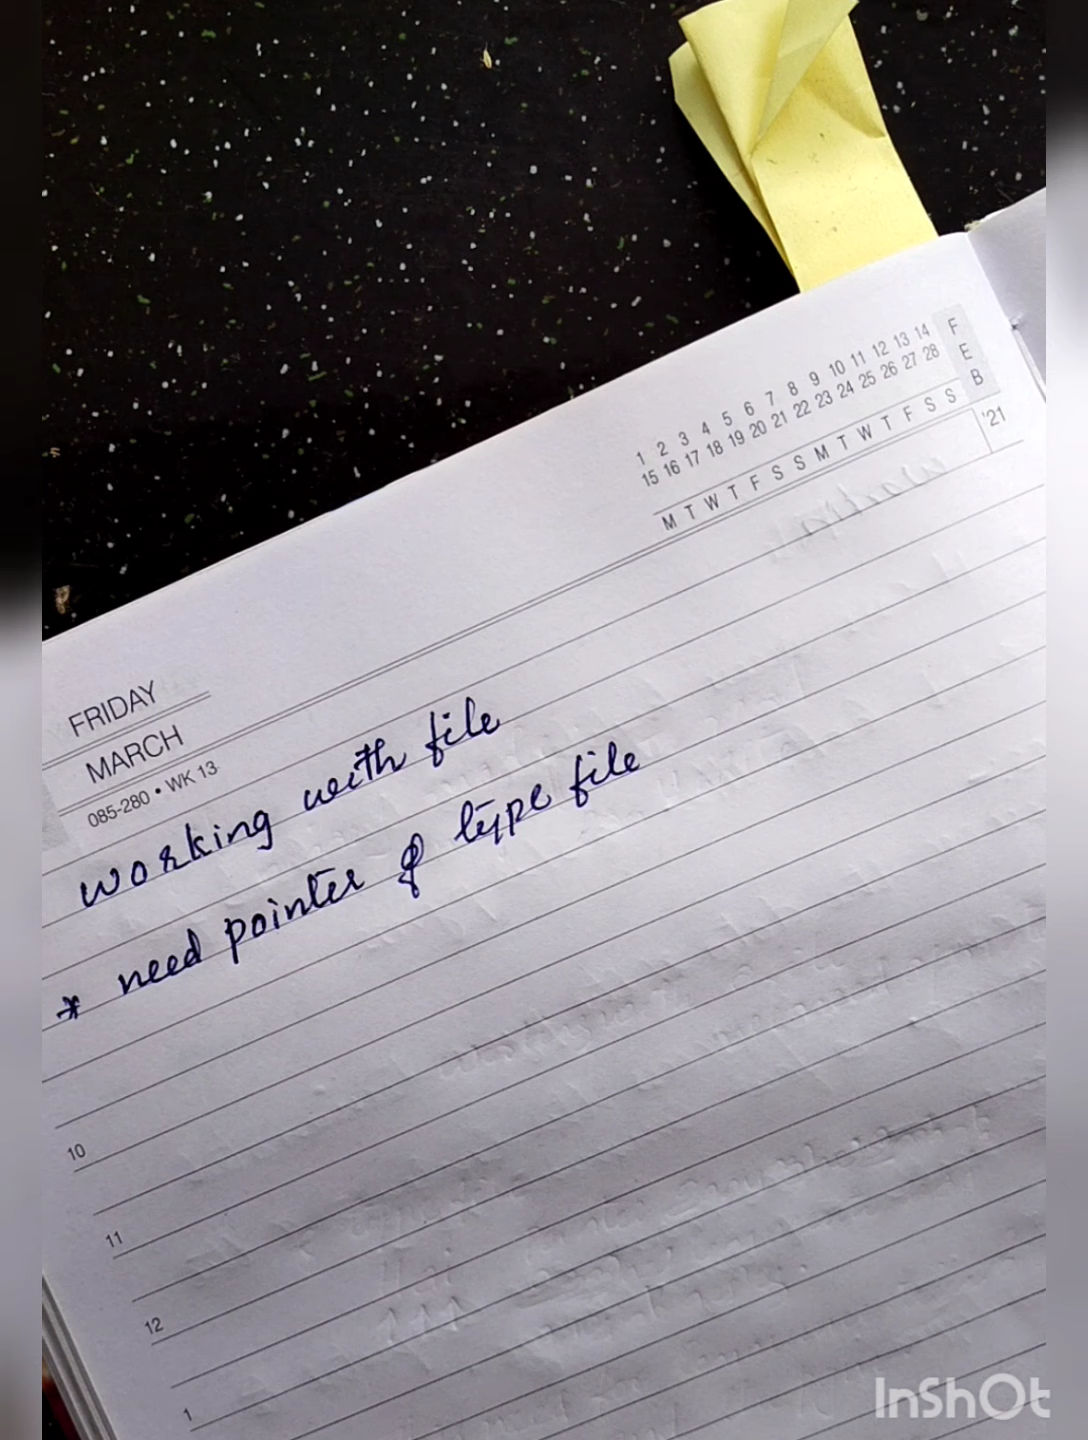 1 2 3 4 5 6 7 8 9 10 11 12 13 14
15 16 17 18 19 20 21 22 23 24 25 26 27 28
M T W T F S S M T W T F S S
FEB
'21
FRIDAY
MARCH
085-280 • WK 13
working with file
* need pointer of type file
10
11
12
1
InShOt